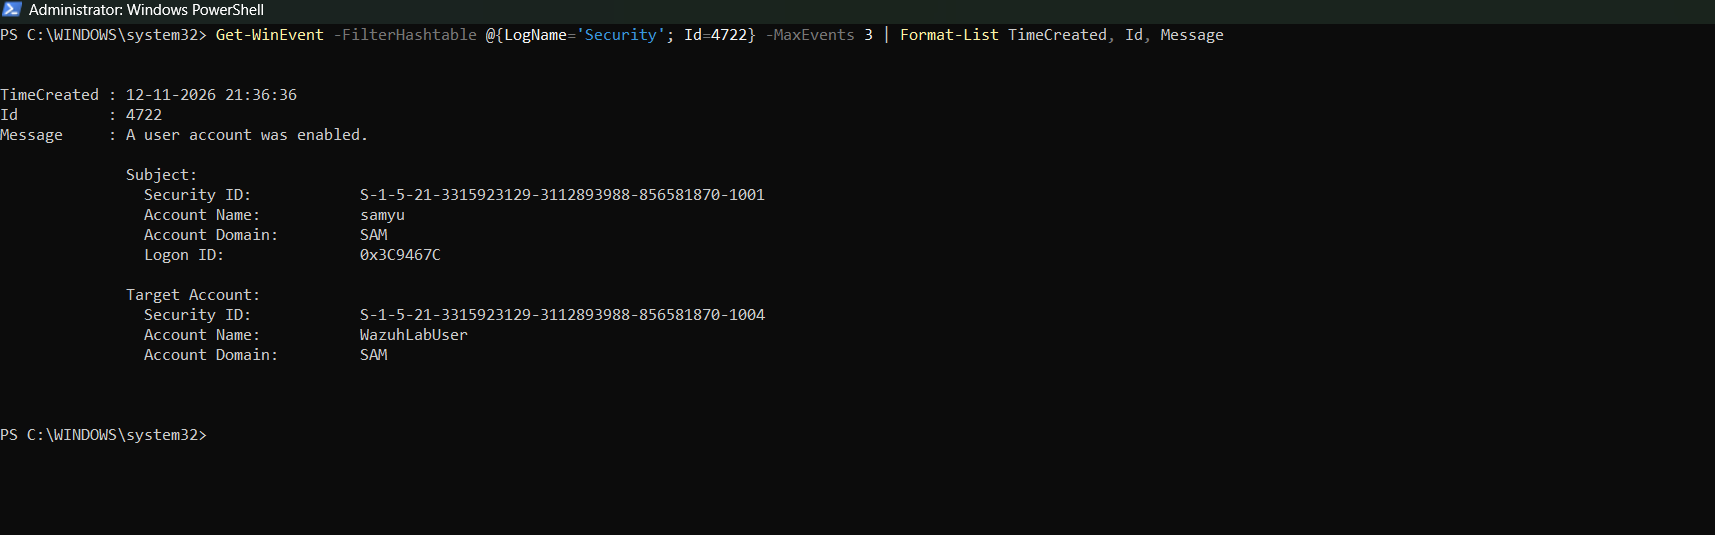 Administrator: Windows PowerShell
PS C:\WINDOWS\system32> Get-WinEvent -FilterHashtable @{LogName='Security'; Id=4722} -MaxEvents 3 | Format-List TimeCreated, Id, Message
TimeCreated : 12-11-2026 21:36:36
Id          : 4722
Message     : A user account was enabled.
Subject:
Security ID:            S-1-5-21-3315923129-3112893988-856581870-1001
Account Name:           samyu
Account Domain:         SAM
Logon ID:               0x3C9467C
Target Account:
Security ID:            S-1-5-21-3315923129-3112893988-856581870-1004
Account Name:           WazuhLabUser
Account Domain:         SAM
PS C:\WINDOWS\system32>